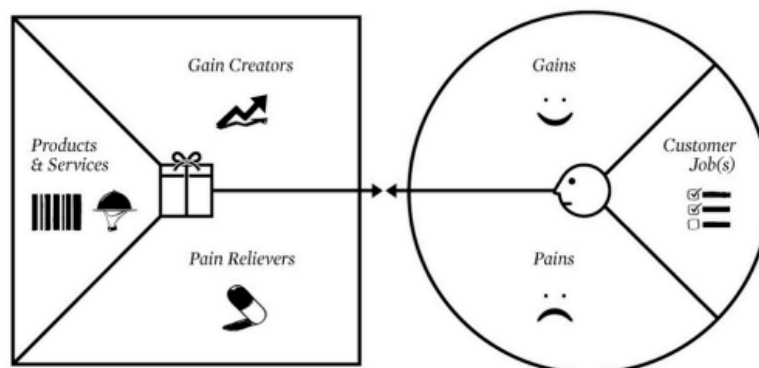 Gain Creators
Products
& Services
Pain Relievers
Gains
Customer
Job(s)
Pains